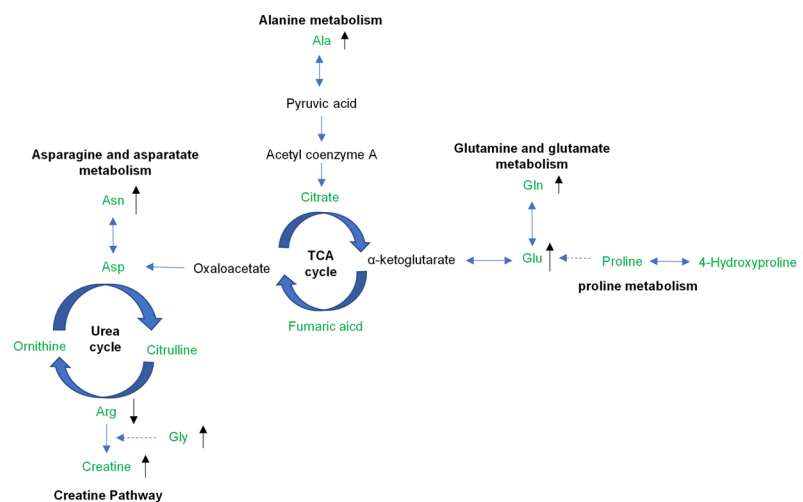 Alanine metabolism
Ala
Pyruvic acid
Acetyl coenzyme A
Asparagine and asparatate
metabolism
Asn
Glutamine and glutamate
metabolism
Gln
Citrate
TCA
cycle
α-ketoglutarate
Glu
Proline
4-Hydroxyproline
proline metabolism
Oxaloacetate
Asp
Fumaric aicd
Urea
cycle
Ornithine
Citrulline
Arg
Gly
Creatine
Creatine Pathway